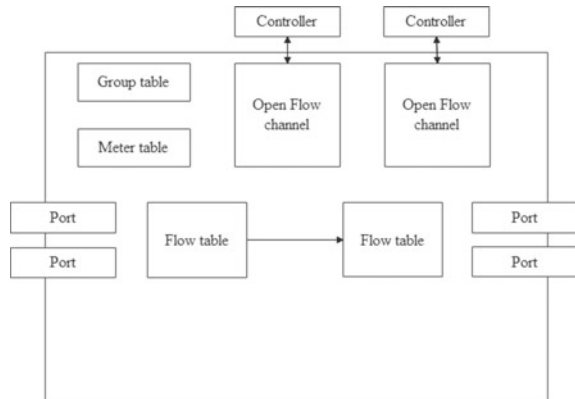 Controller
Controller
Group table
Open Flow
channel
Open Flow
channel
Meter table
Port
Flow table
Flow table
Port
Port
Port